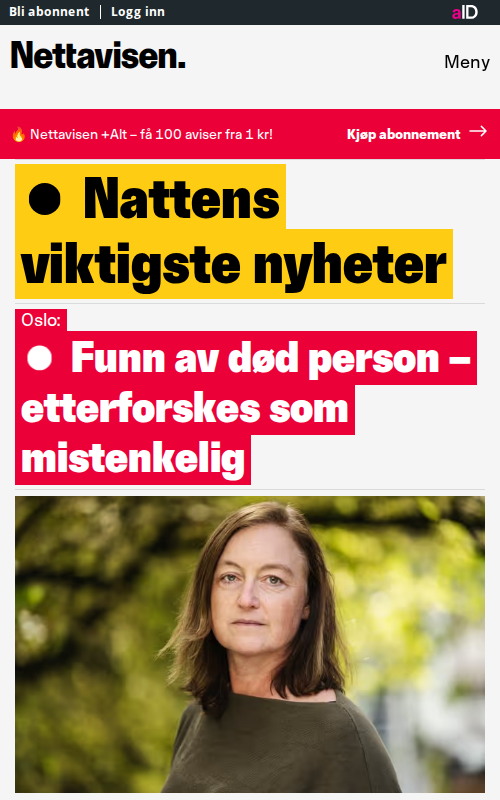 Bli abonnent | Logg inn
aID
Nettavisen.
Meny
🔥 Nettavisen +Alt – få 100 aviser fra 1 kr!
Kjøp abonnement →
● Nattens
viktigste nyheter
Oslo:
● Funn av død person –
etterforskes som
mistenkelig